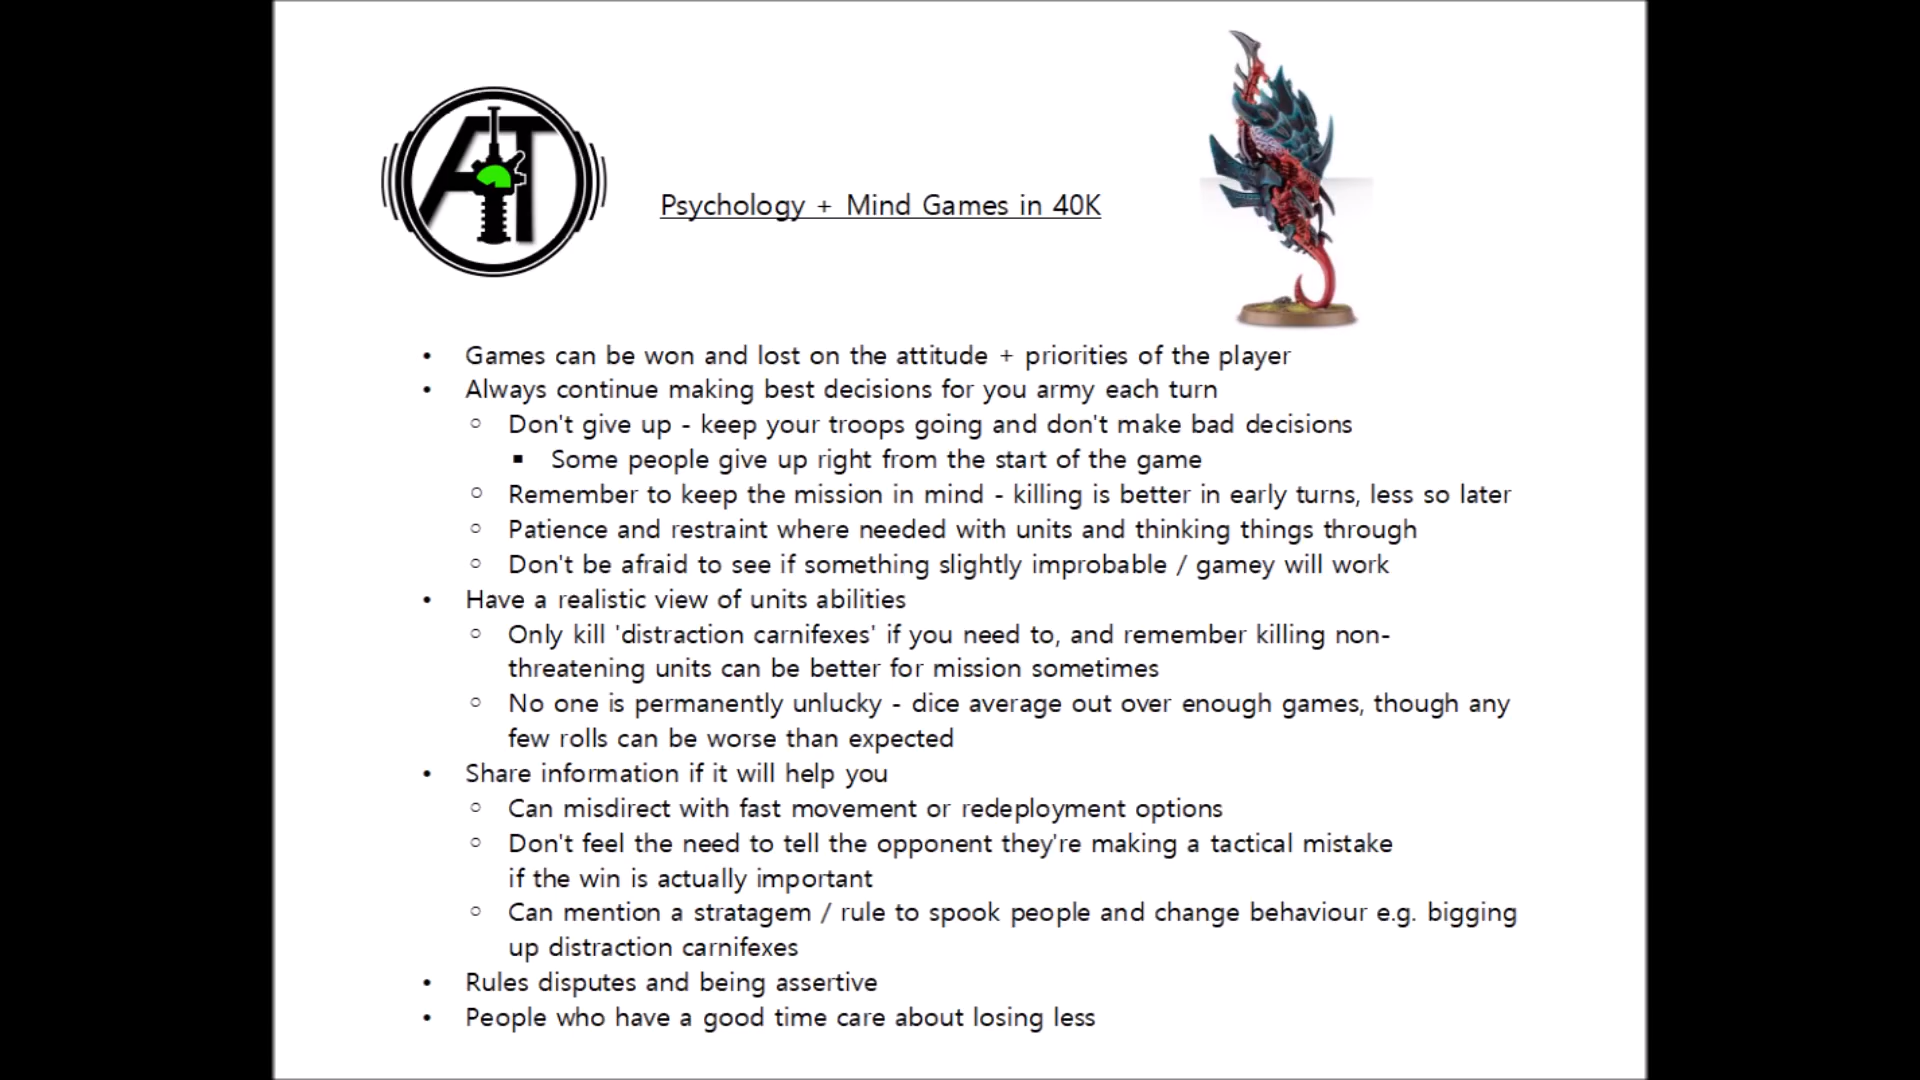 AT
Psychology + Mind Games in 40K
• Games can be won and lost on the attitude + priorities of the player
• Always continue making best decisions for you army each turn
○ Don't give up - keep your troops going and don't make bad decisions
▪ Some people give up right from the start of the game
○ Remember to keep the mission in mind - killing is better in early turns, less so later
○ Patience and restraint where needed with units and thinking things through
○ Don't be afraid to see if something slightly improbable / gamey will work
• Have a realistic view of units abilities
○ Only kill 'distraction carnifexes' if you need to, and remember killing non-
threatening units can be better for mission sometimes
○ No one is permanently unlucky - dice average out over enough games, though any
few rolls can be worse than expected
• Share information if it will help you
○ Can misdirect with fast movement or redeployment options
○ Don't feel the need to tell the opponent they're making a tactical mistake
if the win is actually important
○ Can mention a stratagem / rule to spook people and change behaviour e.g. bigging
up distraction carnifexes
• Rules disputes and being assertive
• People who have a good time care about losing less